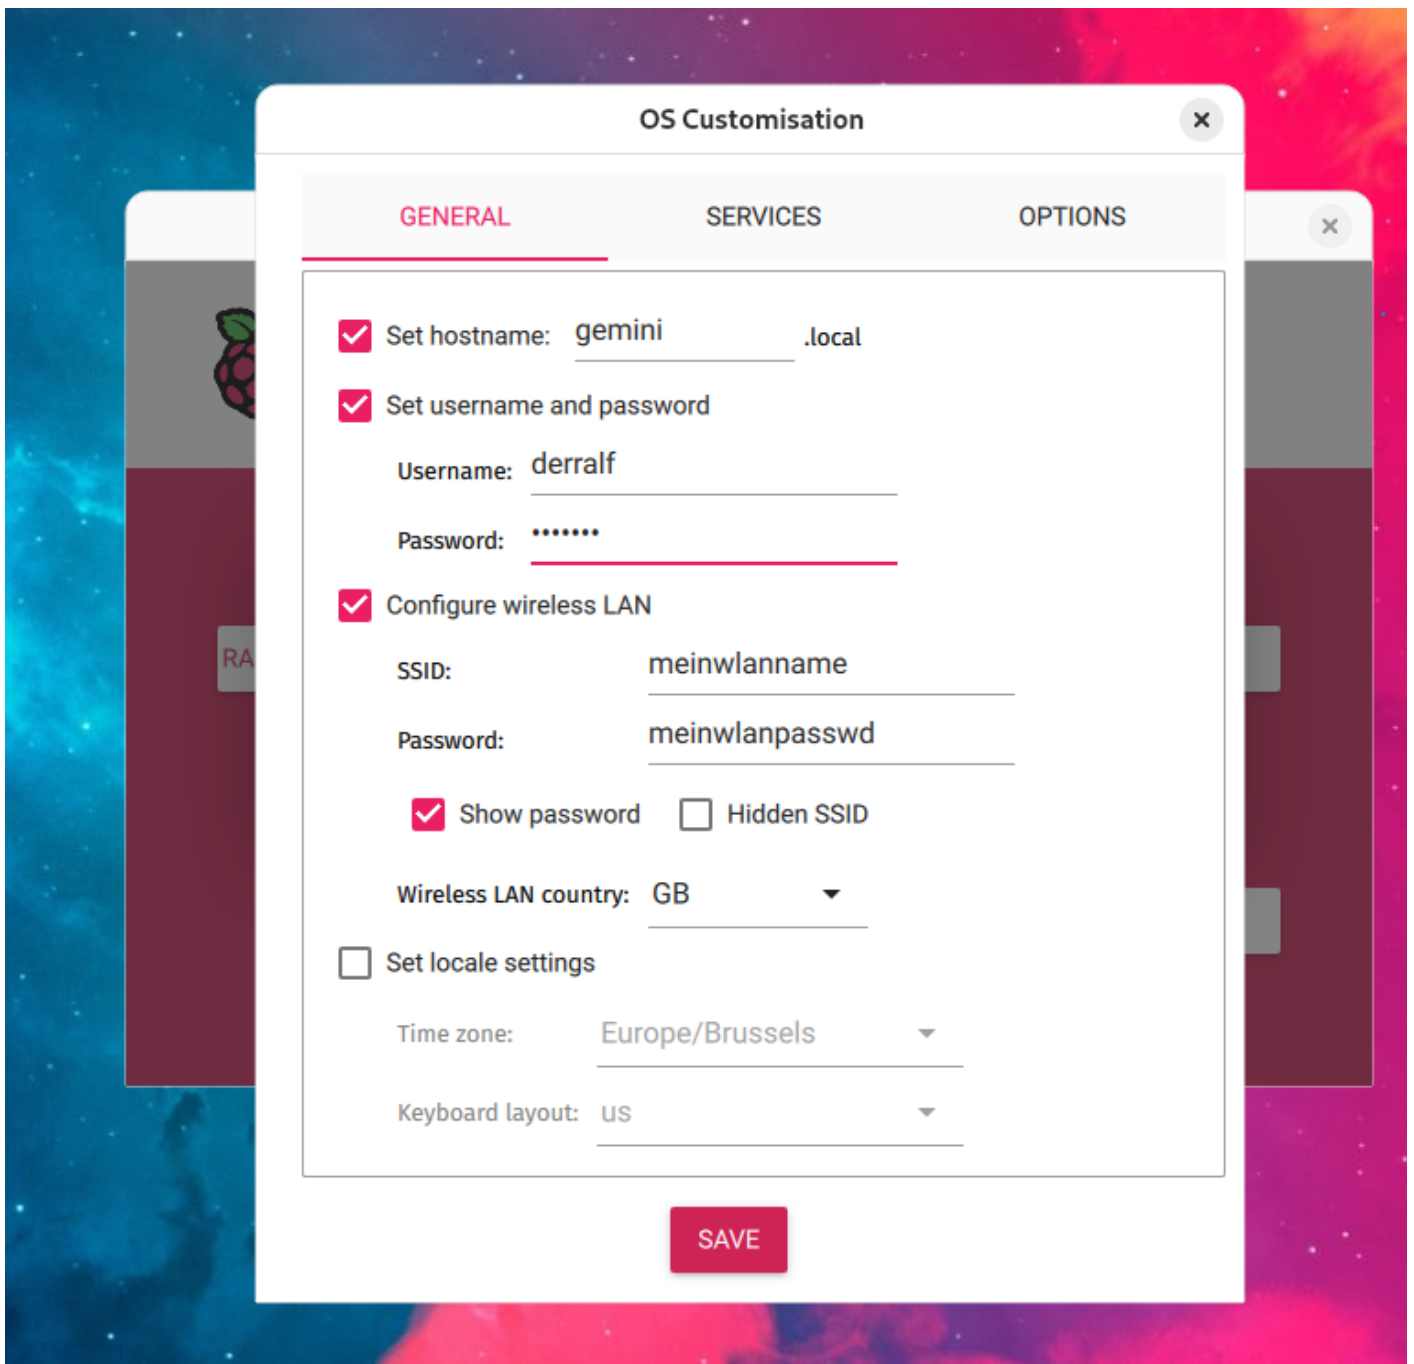 OS Customisation
GENERAL SERVICES OPTIONS
Set hostname: gemini .local
Set username and password
Username: derralf
Password: •••••••
Configure wireless LAN
SSID: meinwlanname
Password: meinwlanpasswd
Show password Hidden SSID
RA
Wireless LAN country: GB
Set locale settings
Time zone: Europe/Brussels
Keyboard layout: us
SAVE